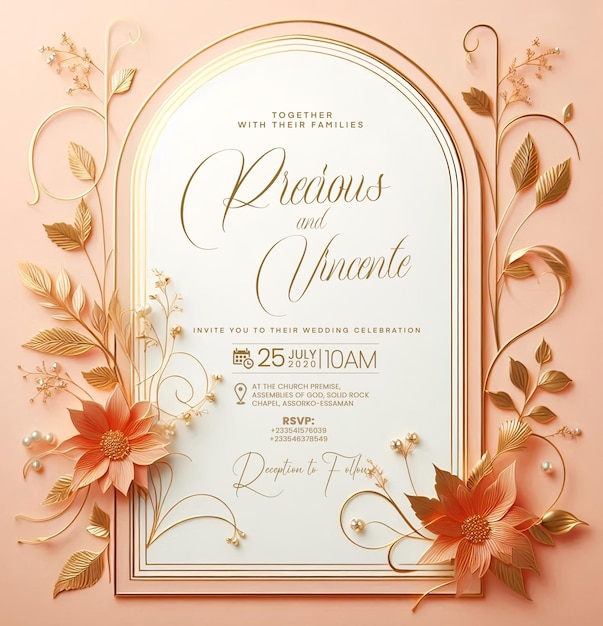 TOGETHER
WITH THEIR FAMILIES
Precious
and
Vincente
INVITE YOU TO THEIR WEDDING CELEBRATION
25 JULY 2020 10AM
AT THE CHURCH PREMISE,
ASSEMBLIES OF GOD, SOLID ROCK
CHAPEL, ASSORKO-ESSAMAN
RSVP:
+233541576039
+233546378549
Reception to Follow